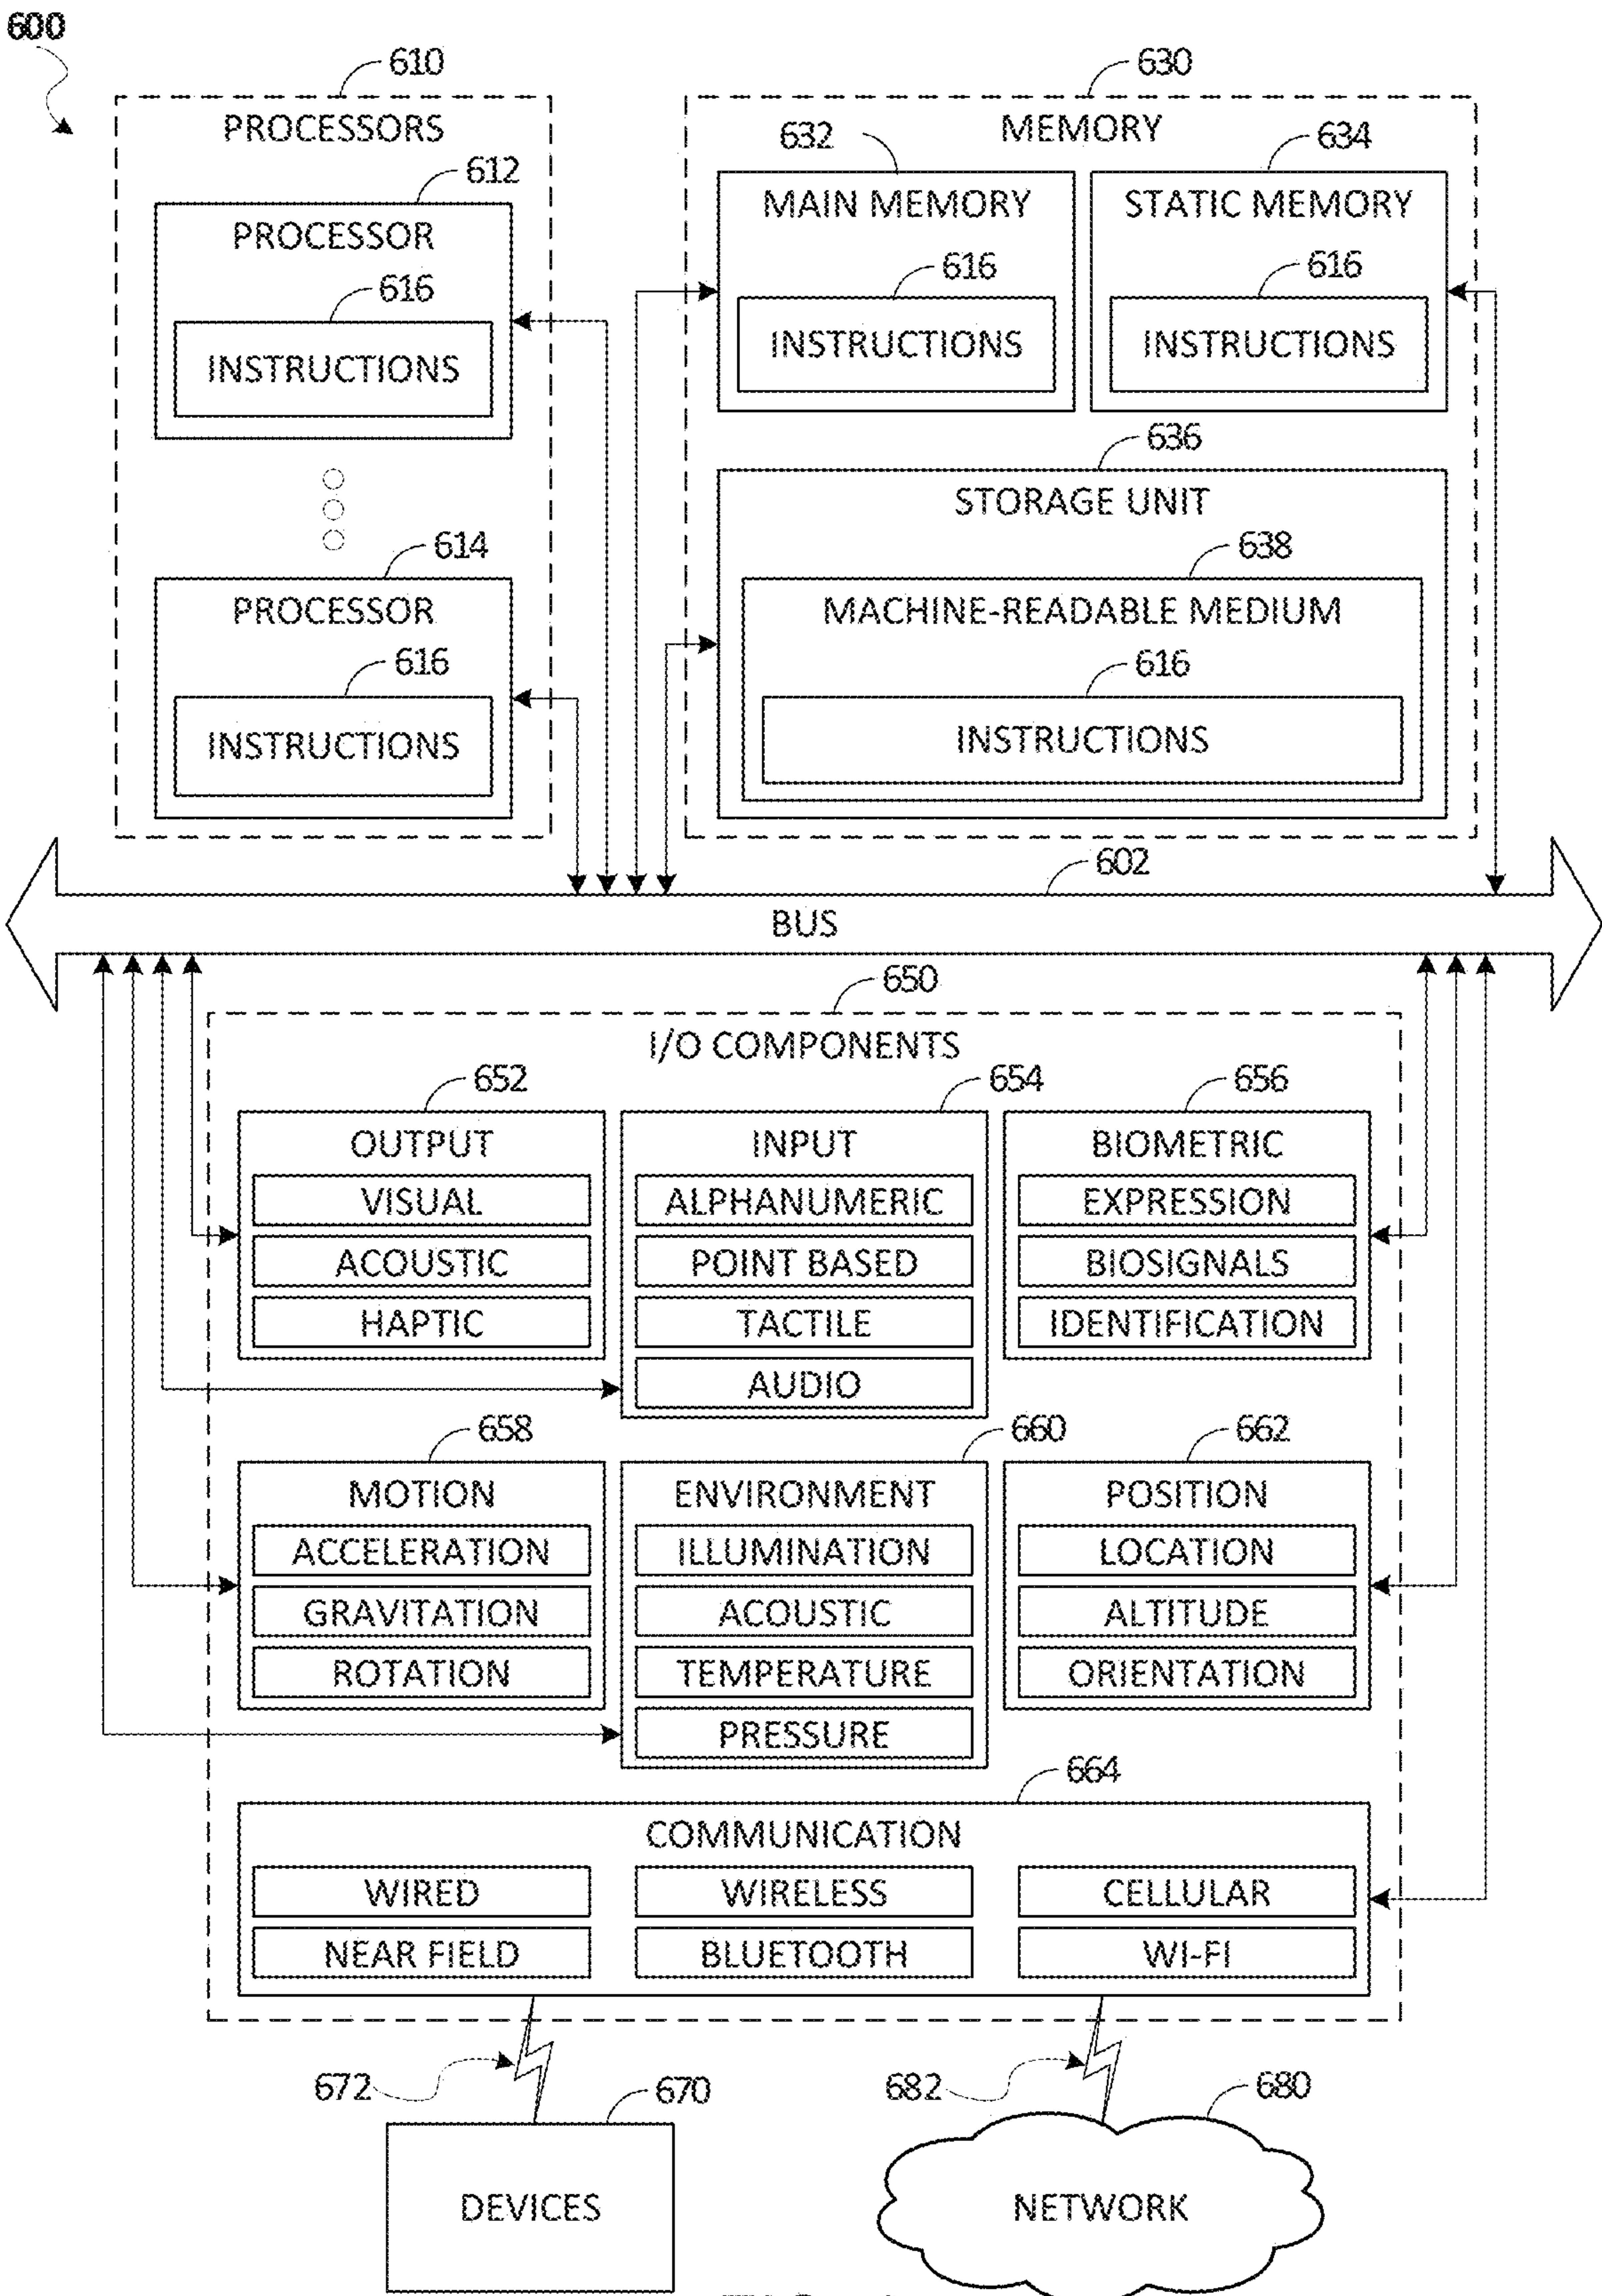 600
610
630
PROCESSORS
MEMORY
632
634
612
MAIN MEMORY
STATIC MEMORY
PROCESSOR
616
616
616
INSTRUCTIONS
INSTRUCTIONS
INSTRUCTIONS
636
STORAGE UNIT
614
638
PROCESSOR
MACHINE-READABLE MEDIUM
616
616
INSTRUCTIONS
INSTRUCTIONS
602
BUS
650
I/O COMPONENTS
652
654
656
OUTPUT
INPUT
BIOMETRIC
VISUAL
ALPHANUMERIC
EXPRESSION
ACOUSTIC
POINT BASED
BIOSIGNALS
HAPTIC
TACTILE
IDENTIFICATION
AUDIO
658
660
662
MOTION
ENVIRONMENT
POSITION
ACCELERATION
ILLUMINATION
LOCATION
GRAVITATION
ACOUSTIC
ALTITUDE
ROTATION
TEMPERATURE
ORIENTATION
PRESSURE
664
COMMUNICATION
WIRED
WIRELESS
CELLULAR
NEAR FIELD
BLUETOOTH
WI-FI
672
670
682
680
DEVICES
NETWORK